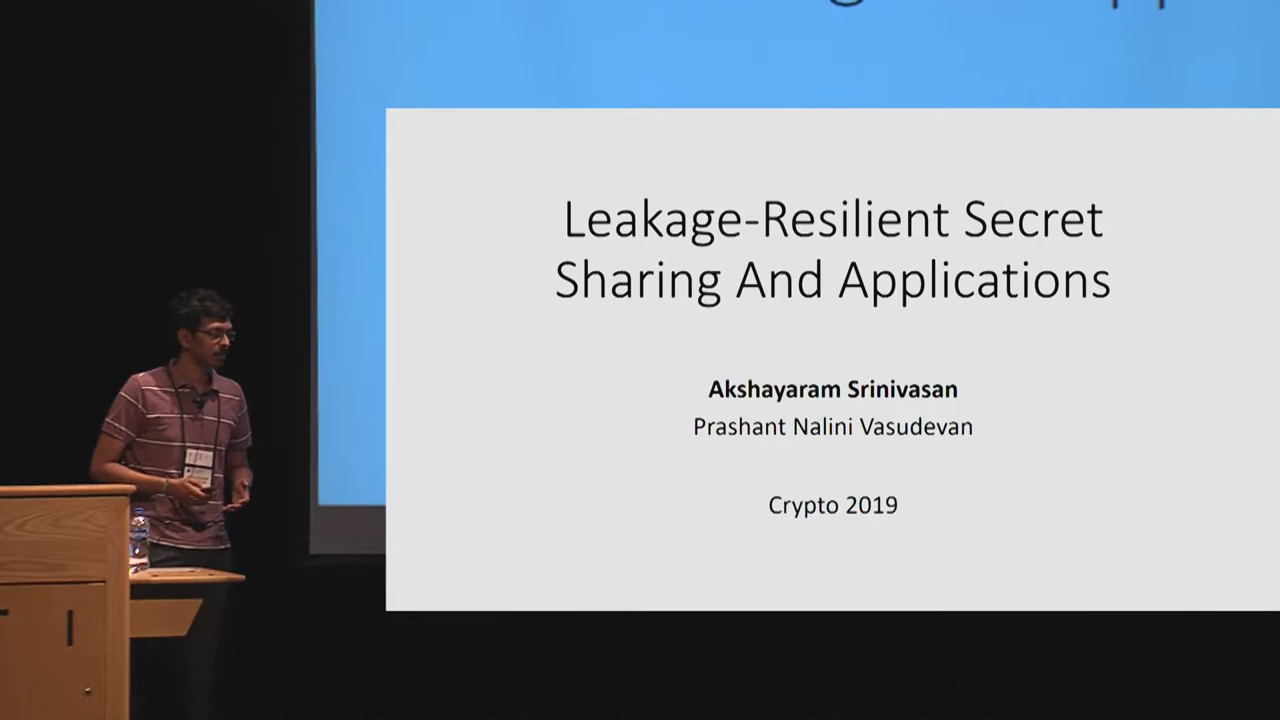 Leakage-Resilient Secret
Sharing And Applications
Akshayaram Srinivasan
Prashant Nalini Vasudevan
Crypto 2019